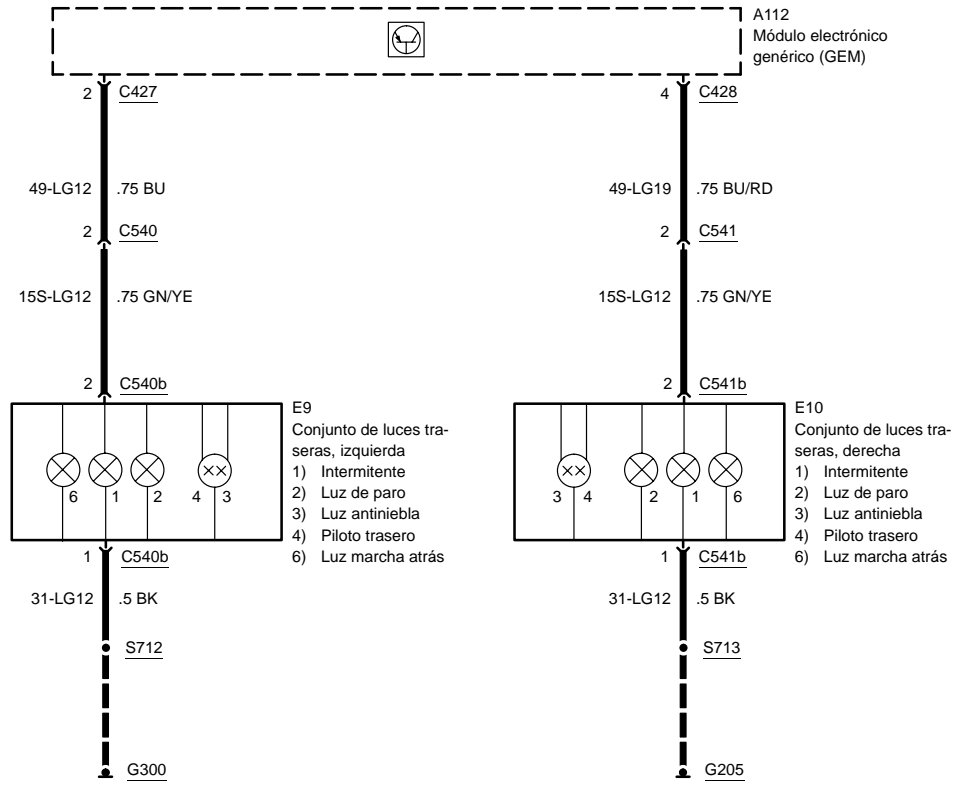 A112
Módulo electrónico
genérico (GEM)
2 C427
4 C428
49-LG12 .75 BU
49-LG19 .75 BU/RD
2 C540
2 C541
15S-LG12 .75 GN/YE
15S-LG12 .75 GN/YE
2 C540b
2 C541b
E9
Conjunto de luces tra-
seras, izquierda
1) Intermitente
2) Luz de paro
3) Luz antiniebla
4) Piloto trasero
6) Luz marcha atrás
6 1 2 4 3
E10
Conjunto de luces tra-
seras, derecha
1) Intermitente
2) Luz de paro
3) Luz antiniebla
4) Piloto trasero
6) Luz marcha atrás
3 4 2 1 6
1 C540b
1 C541b
31-LG12 .5 BK
31-LG12 .5 BK
S712
S713
G300
G205